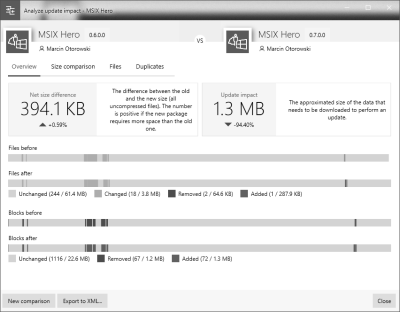 Analyze update impact - MSIX Hero
MSIX Hero 0.6.0.0
Marcin Otorowski
VS
MSIX Hero 0.7.0.0
Marcin Otorowski
Overview Size comparison Files Duplicates
Net size difference
394.1 KB
+0.59%
The difference between the old
and the new size (all
uncompressed files). The number
is positive if the new package
requires more space than the old
one.
Update impact
1.3 MB
-94.40%
The approximated size of the data that
needs to be downloaded to perform an
update.
Files before
Files after
Unchanged (244 / 61.4 MB) Changed (18 / 3.8 MB) Removed (2 / 64.6 KB) Added (1 / 287.9 KB)
Blocks before
Blocks after
Unchanged (1116 / 22.6 MB) Removed (67 / 1.2 MB) Added (72 / 1.3 MB)
New comparison Export to XML... Close